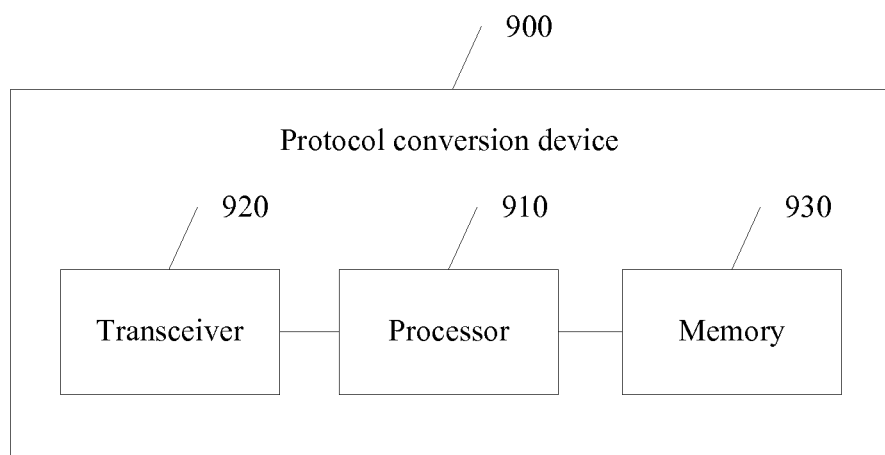 900
Protocol conversion device
920
910
930
Transceiver
Processor
Memory